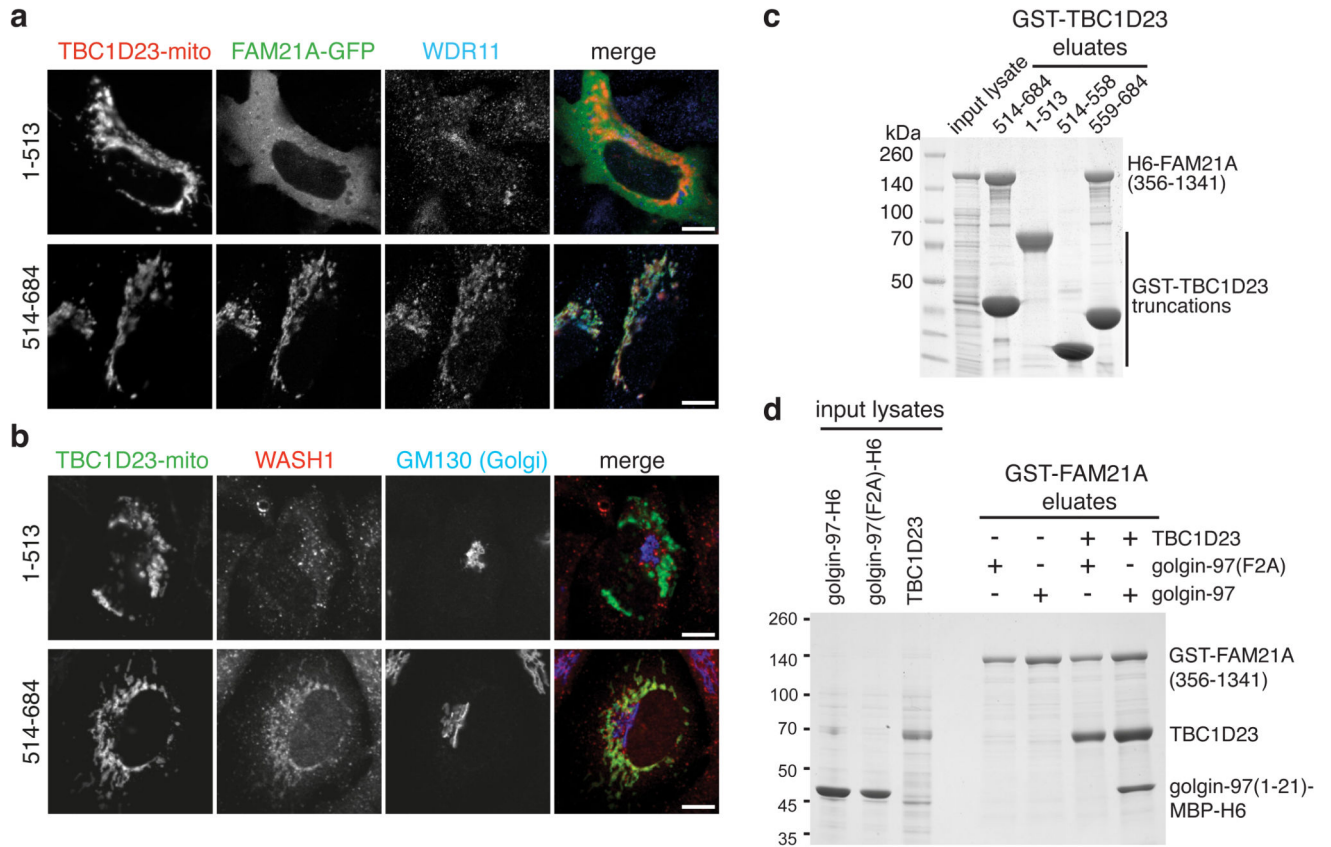 a
TBC1D23-mito FAM21A-GFP WDR11 merge
1-513
514-684
b
TBC1D23-mito WASH1 GM130 (Golgi) merge
1-513
514-684
c
GST-TBC1D23
eluates
input lysate
514-684
1-513
514-558
559-684
kDa
260
140
100
70
50
H6-FAM21A
(356-1341)
GST-TBC1D23
truncations
d
input lysates
golgin-97-H6
golgin-97(F2A)-H6
TBC1D23
GST-FAM21A
eluates
- - + + TBC1D23
+ - + - golgin-97(F2A)
- + - + golgin-97
260
140
100
70
50
45
35
GST-FAM21A
(356-1341)
TBC1D23
golgin-97(1-21)-
MBP-H6